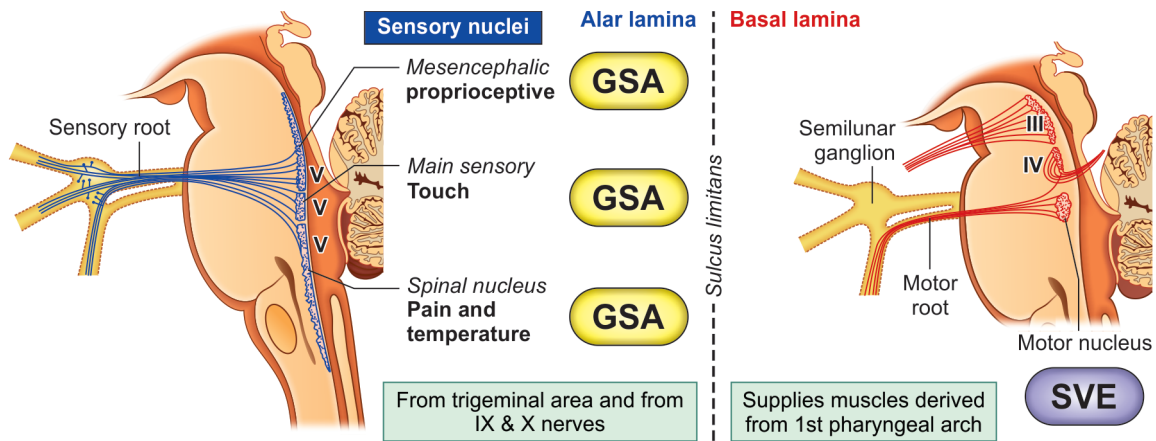 Sensory nuclei
Alar lamina
Mesencephalic
proprioceptive
GSA
Sensory root
Main sensory
Touch
GSA
V
V
V
Spinal nucleus
Pain and
temperature
GSA
From trigeminal area and from
IX & X nerves
Sulcus limitans
Basal lamina
III
IV
Semilunar
ganglion
Motor
root
Motor nucleus
SVE
Supplies muscles derived
from 1st pharyngeal arch